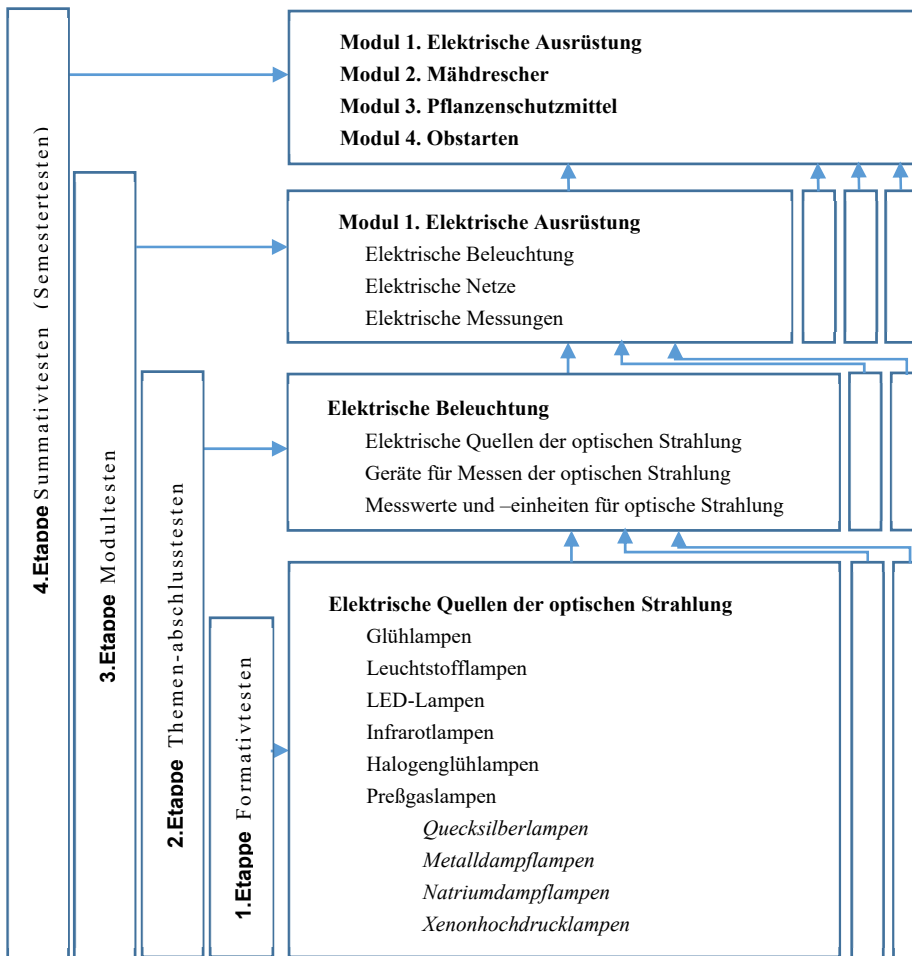 4.Etappe Summativtesten (Semestertesten)
3.Etappe Modultesten
2.Etappe Themen-abschlusstesten
1.Etappe Formativtesten
Modul 1. Elektrische Ausrüstung
Modul 2. Mähdrescher
Modul 3. Pflanzenschutzmittel
Modul 4. Obstarten
Modul 1. Elektrische Ausrüstung
Elektrische Beleuchtung
Elektrische Netze
Elektrische Messungen
Elektrische Beleuchtung
Elektrische Quellen der optischen Strahlung
Geräte für Messen der optischen Strahlung
Messwerte und –einheiten für optische Strahlung
Elektrische Quellen der optischen Strahlung
Glühlampen
Leuchtstofflampen
LED-Lampen
Infrarotlampen
Halogenglühlampen
Preßgaslampen
Quecksilberlampen
Metalldampflampen
Natriumdampflampen
Xenonhochdrucklampen